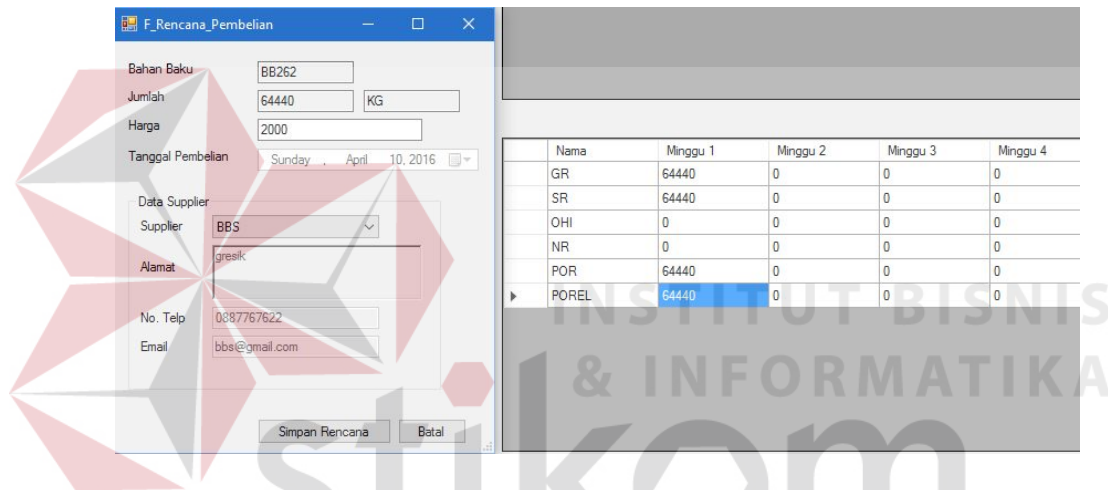 F_Rencana_Pembelian
Bahan Baku BB262
Jumlah 64440 KG
Harga 2000
Tanggal Pembelian Sunday , April 10, 2016
Data Supplier
Supplier BBS
Alamat gresik
No. Telp 0887767622
Email bbs@gmail.com
Simpan Rencana Batal
Nama Minggu 1 Minggu 2 Minggu 3 Minggu 4
GR 64440 0 0 0
SR 64440 0 0 0
OHI 0 0 0 0
NR 0 0 0 0
POR 64440 0 0 0
POREL 64440 0 0 0
INSTITUT BISNIS
& INFORMATIKA
stikom